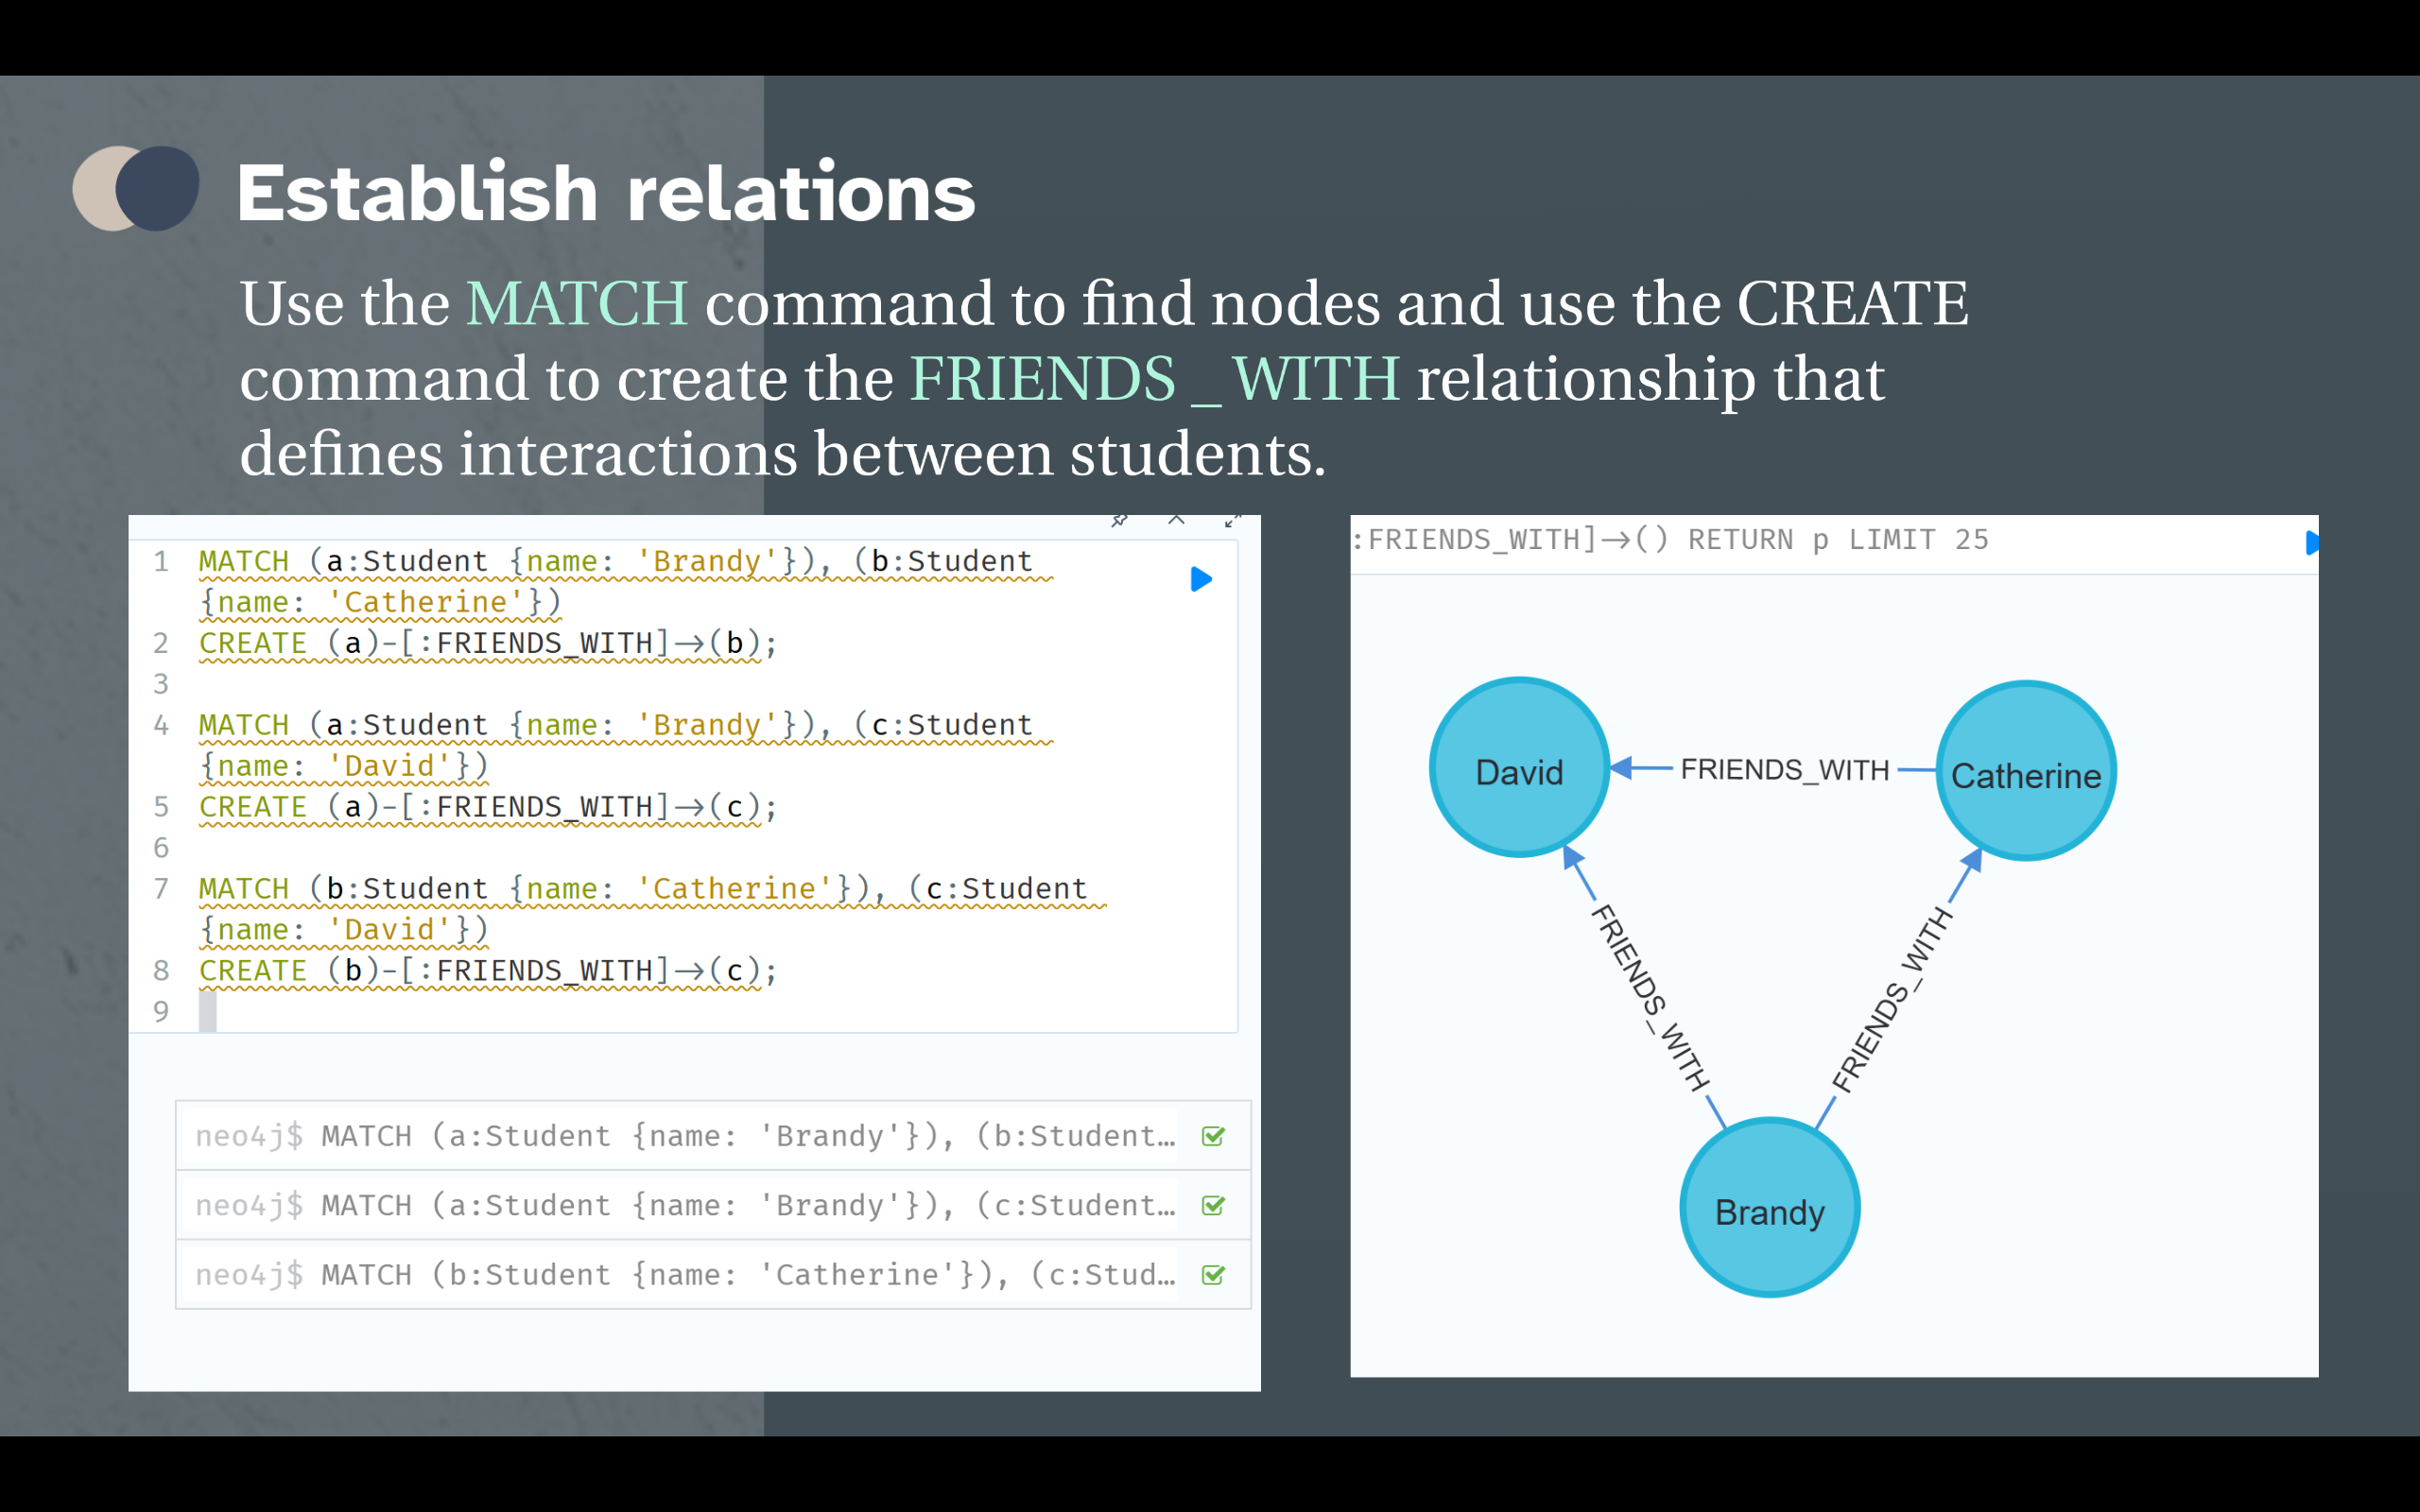 Establish relations
Use the MATCH command to find nodes and use the CREATE
command to create the FRIENDS _ WITH relationship that
defines interactions between students.
1 MATCH (a:Student {name: 'Brandy'}), (b:Student
{name: 'Catherine'})
2 CREATE (a)-[:FRIENDS_WITH]->(b);
3
4 MATCH (a:Student {name: 'Brandy'}), (c:Student
{name: 'David'})
5 CREATE (a)-[:FRIENDS_WITH]->(c);
6
7 MATCH (b:Student {name: 'Catherine'}), (c:Student
{name: 'David'})
8 CREATE (b)-[:FRIENDS_WITH]->(c);
9
neo4j$ MATCH (a:Student {name: 'Brandy'}), (b:Student…
neo4j$ MATCH (a:Student {name: 'Brandy'}), (c:Student…
neo4j$ MATCH (b:Student {name: 'Catherine'}), (c:Stud…
:FRIENDS_WITH]->() RETURN p LIMIT 25
David
FRIENDS_WITH
Catherine
FRIENDS_WITH
FRIENDS_WITH
Brandy